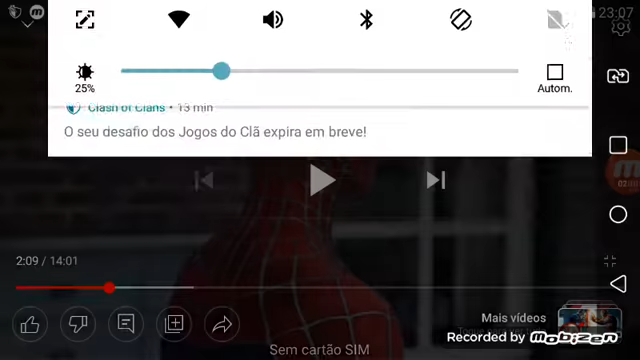 23:07
25%
Autom.
Clash of Clans • 13 min
O seu desafio dos Jogos do Clã expira em breve!
2:09 / 14:01
Mais vídeos
Recorded by mobizen
Sem cartão SIM